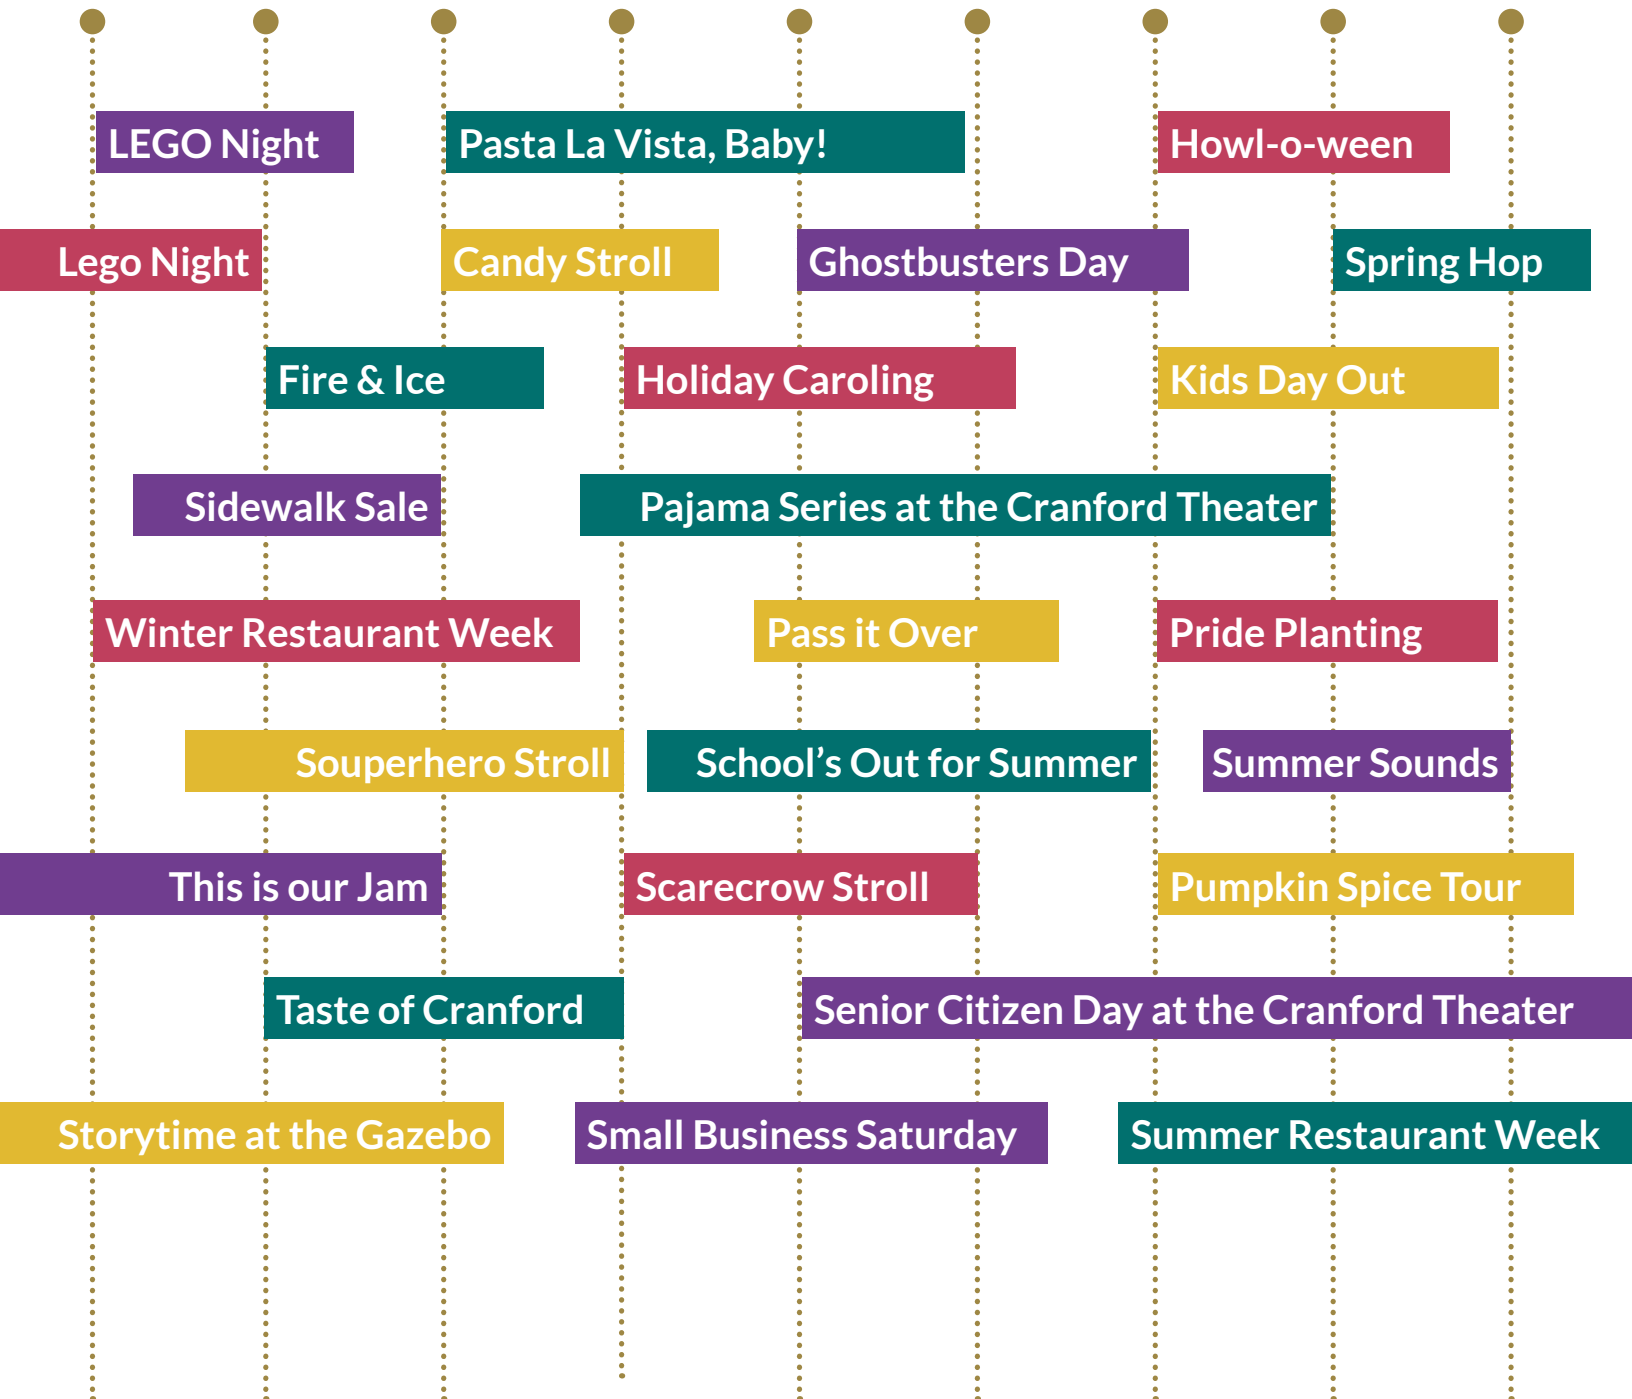 LEGO Night
Pasta La Vista, Baby!
Howl-o-ween
Lego Night
Candy Stroll
Ghostbusters Day
Spring Hop
Fire & Ice
Holiday Caroling
Kids Day Out
Sidewalk Sale
Pajama Series at the Cranford Theater
Winter Restaurant Week
Pass it Over
Pride Planting
Souperhero Stroll
School’s Out for Summer
Summer Sounds
This is our Jam
Scarecrow Stroll
Pumpkin Spice Tour
Taste of Cranford
Senior Citizen Day at the Cranford Theater
Storytime at the Gazebo
Small Business Saturday
Summer Restaurant Week